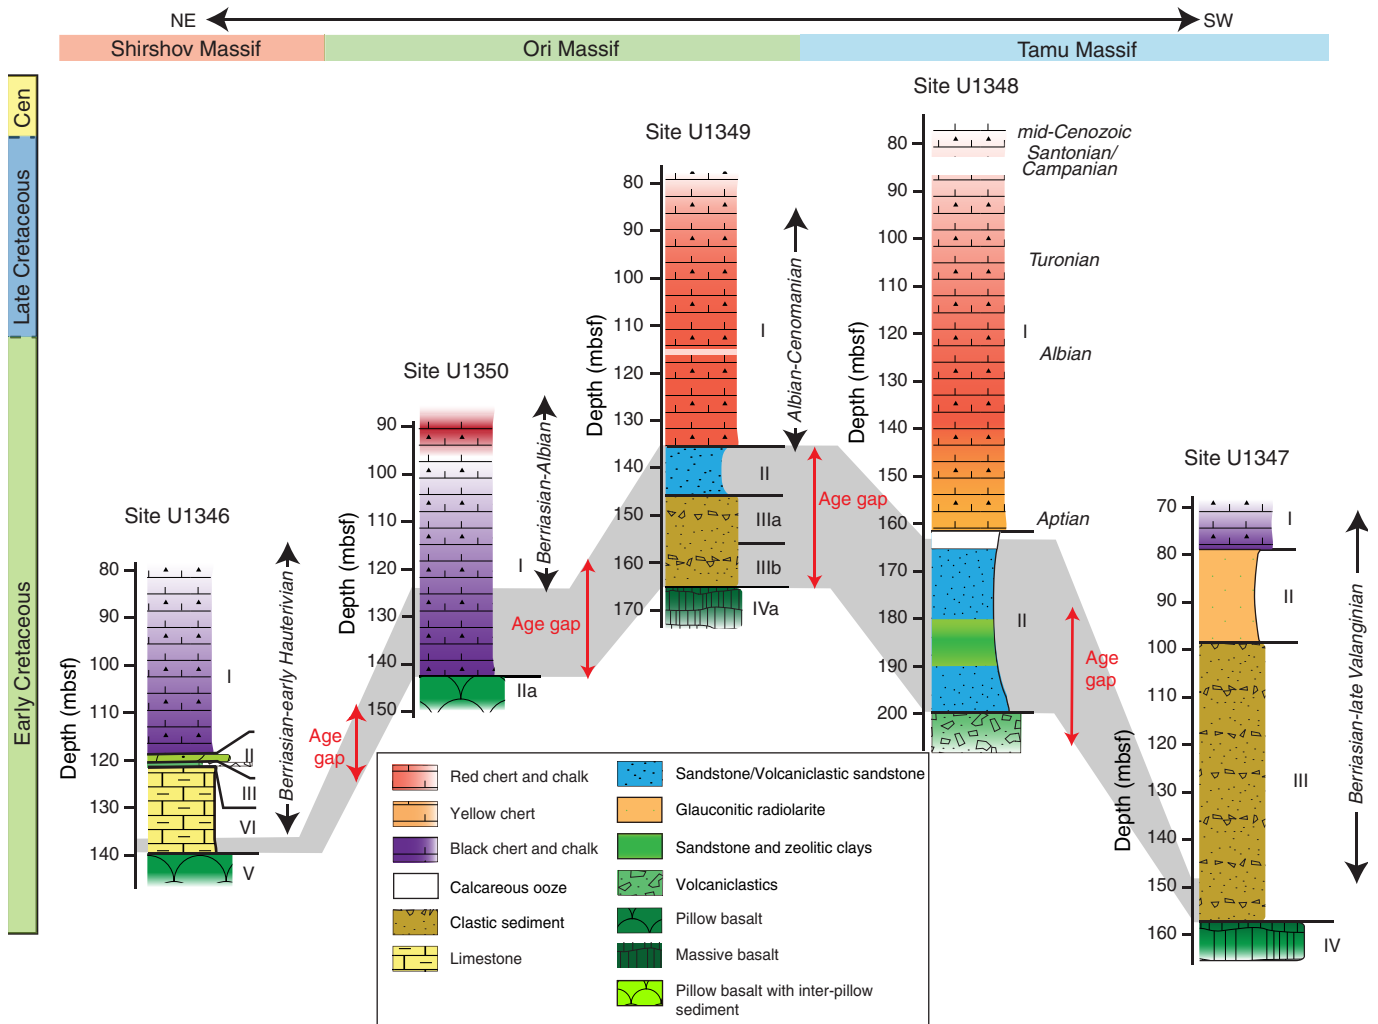 NE
SW
Shirshov Massif
Ori Massif
Tamu Massif
Cen
Late Cretaceous
Early Cretaceous
Site U1346
Depth (mbsf)
80
90
100
110
120
130
140
I
II
III
VI
V
Berriasian-early Hauterivian
Age
gap
Site U1350
Depth (mbsf)
90
100
110
120
130
140
150
I
IIa
Berriasian-Albian
Age gap
Site U1349
Depth (mbsf)
80
90
100
110
120
130
140
150
160
170
I
II
IIIa
IIIb
IVa
Albian-Cenomanian
Age gap
Site U1348
Depth (mbsf)
80
90
100
110
120
130
140
150
160
170
180
190
200
mid-Cenozoic
Santonian/
Campanian
Turonian
I
Albian
Aptian
II
Age
gap
Site U1347
Depth (mbsf)
70
80
90
100
110
120
130
140
150
160
I
II
III
IV
Berriasian-late Valanginian
Red chert and chalk
Yellow chert
Black chert and chalk
Calcareous ooze
Clastic sediment
Limestone
Sandstone/Volcaniclastic sandstone
Glauconitic radiolarite
Sandstone and zeolitic clays
Volcaniclastics
Pillow basalt
Massive basalt
Pillow basalt with inter-pillow
sediment